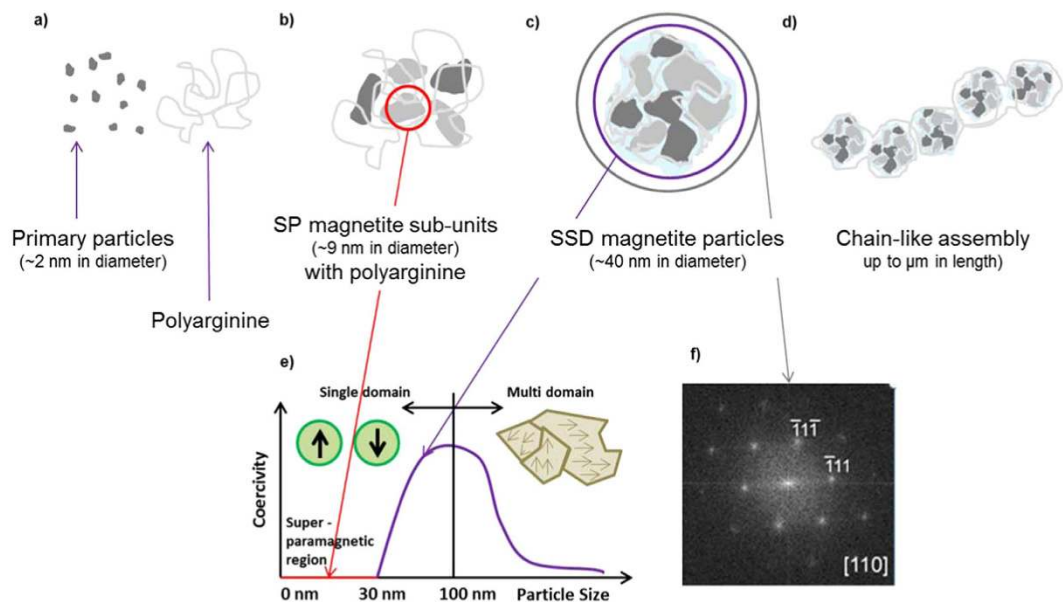 a)
b)
c)
d)
Primary particles
(~2 nm in diameter)
Polyarginine
SP magnetite sub-units
(~9 nm in diameter)
with polyarginine
SSD magnetite particles
(~40 nm in diameter)
Chain-like assembly
up to µm in length)
e)
Single domain
Multi domain
Coercivity
Super -
paramagnetic
region
0 nm
30 nm
100 nm
Particle Size
f)
1̄11̄
1̄11
[110]